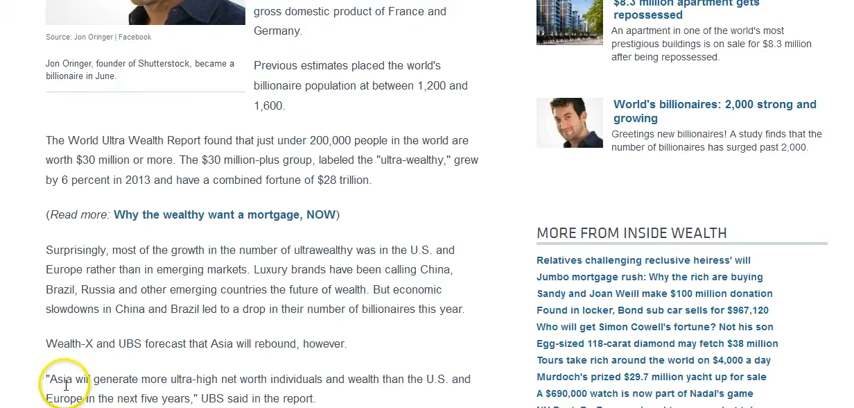 gross domestic product of France and
Germany.
Source: Jon Oringer | Facebook
Jon Oringer, founder of Shutterstock, became a
billionaire in June.
Previous estimates placed the world's
billionaire population at between 1,200 and
1,600.
The World Ultra Wealth Report found that just under 200,000 people in the world are
worth $30 million or more. The $30 million-plus group, labeled the "ultra-wealthy," grew
by 6 percent in 2013 and have a combined fortune of $28 trillion.
(Read more: Why the wealthy want a mortgage, NOW)
Surprisingly, most of the growth in the number of ultrawealthy was in the U.S. and
Europe rather than in emerging markets. Luxury brands have been calling China,
Brazil, Russia and other emerging countries the future of wealth. But economic
slowdowns in China and Brazil led to a drop in their number of billionaires this year.
Wealth-X and UBS forecast that Asia will rebound, however.
"Asia will generate more ultra-high net worth individuals and wealth than the U.S. and
Europe in the next five years," UBS said in the report.
$8.3 million apartment gets
repossessed
An apartment in one of the world's most
prestigious buildings is on sale for $8.3 million
after being repossessed.
World's billionaires: 2,000 strong and
growing
Greetings new billionaires! A study finds that the
number of billionaires has surged past 2,000.
MORE FROM INSIDE WEALTH
Relatives challenging reclusive heiress' will
Jumbo mortgage rush: Why the rich are buying
Sandy and Joan Weill make $100 million donation
Found in locker, Bond sub car sells for $967,120
Who will get Simon Cowell's fortune? Not his son
Egg-sized 118-carat diamond may fetch $38 million
Tours take rich around the world on $4,000 a day
Murdoch's prized $29.7 million yacht up for sale
A $690,000 watch is now part of Nadal's game